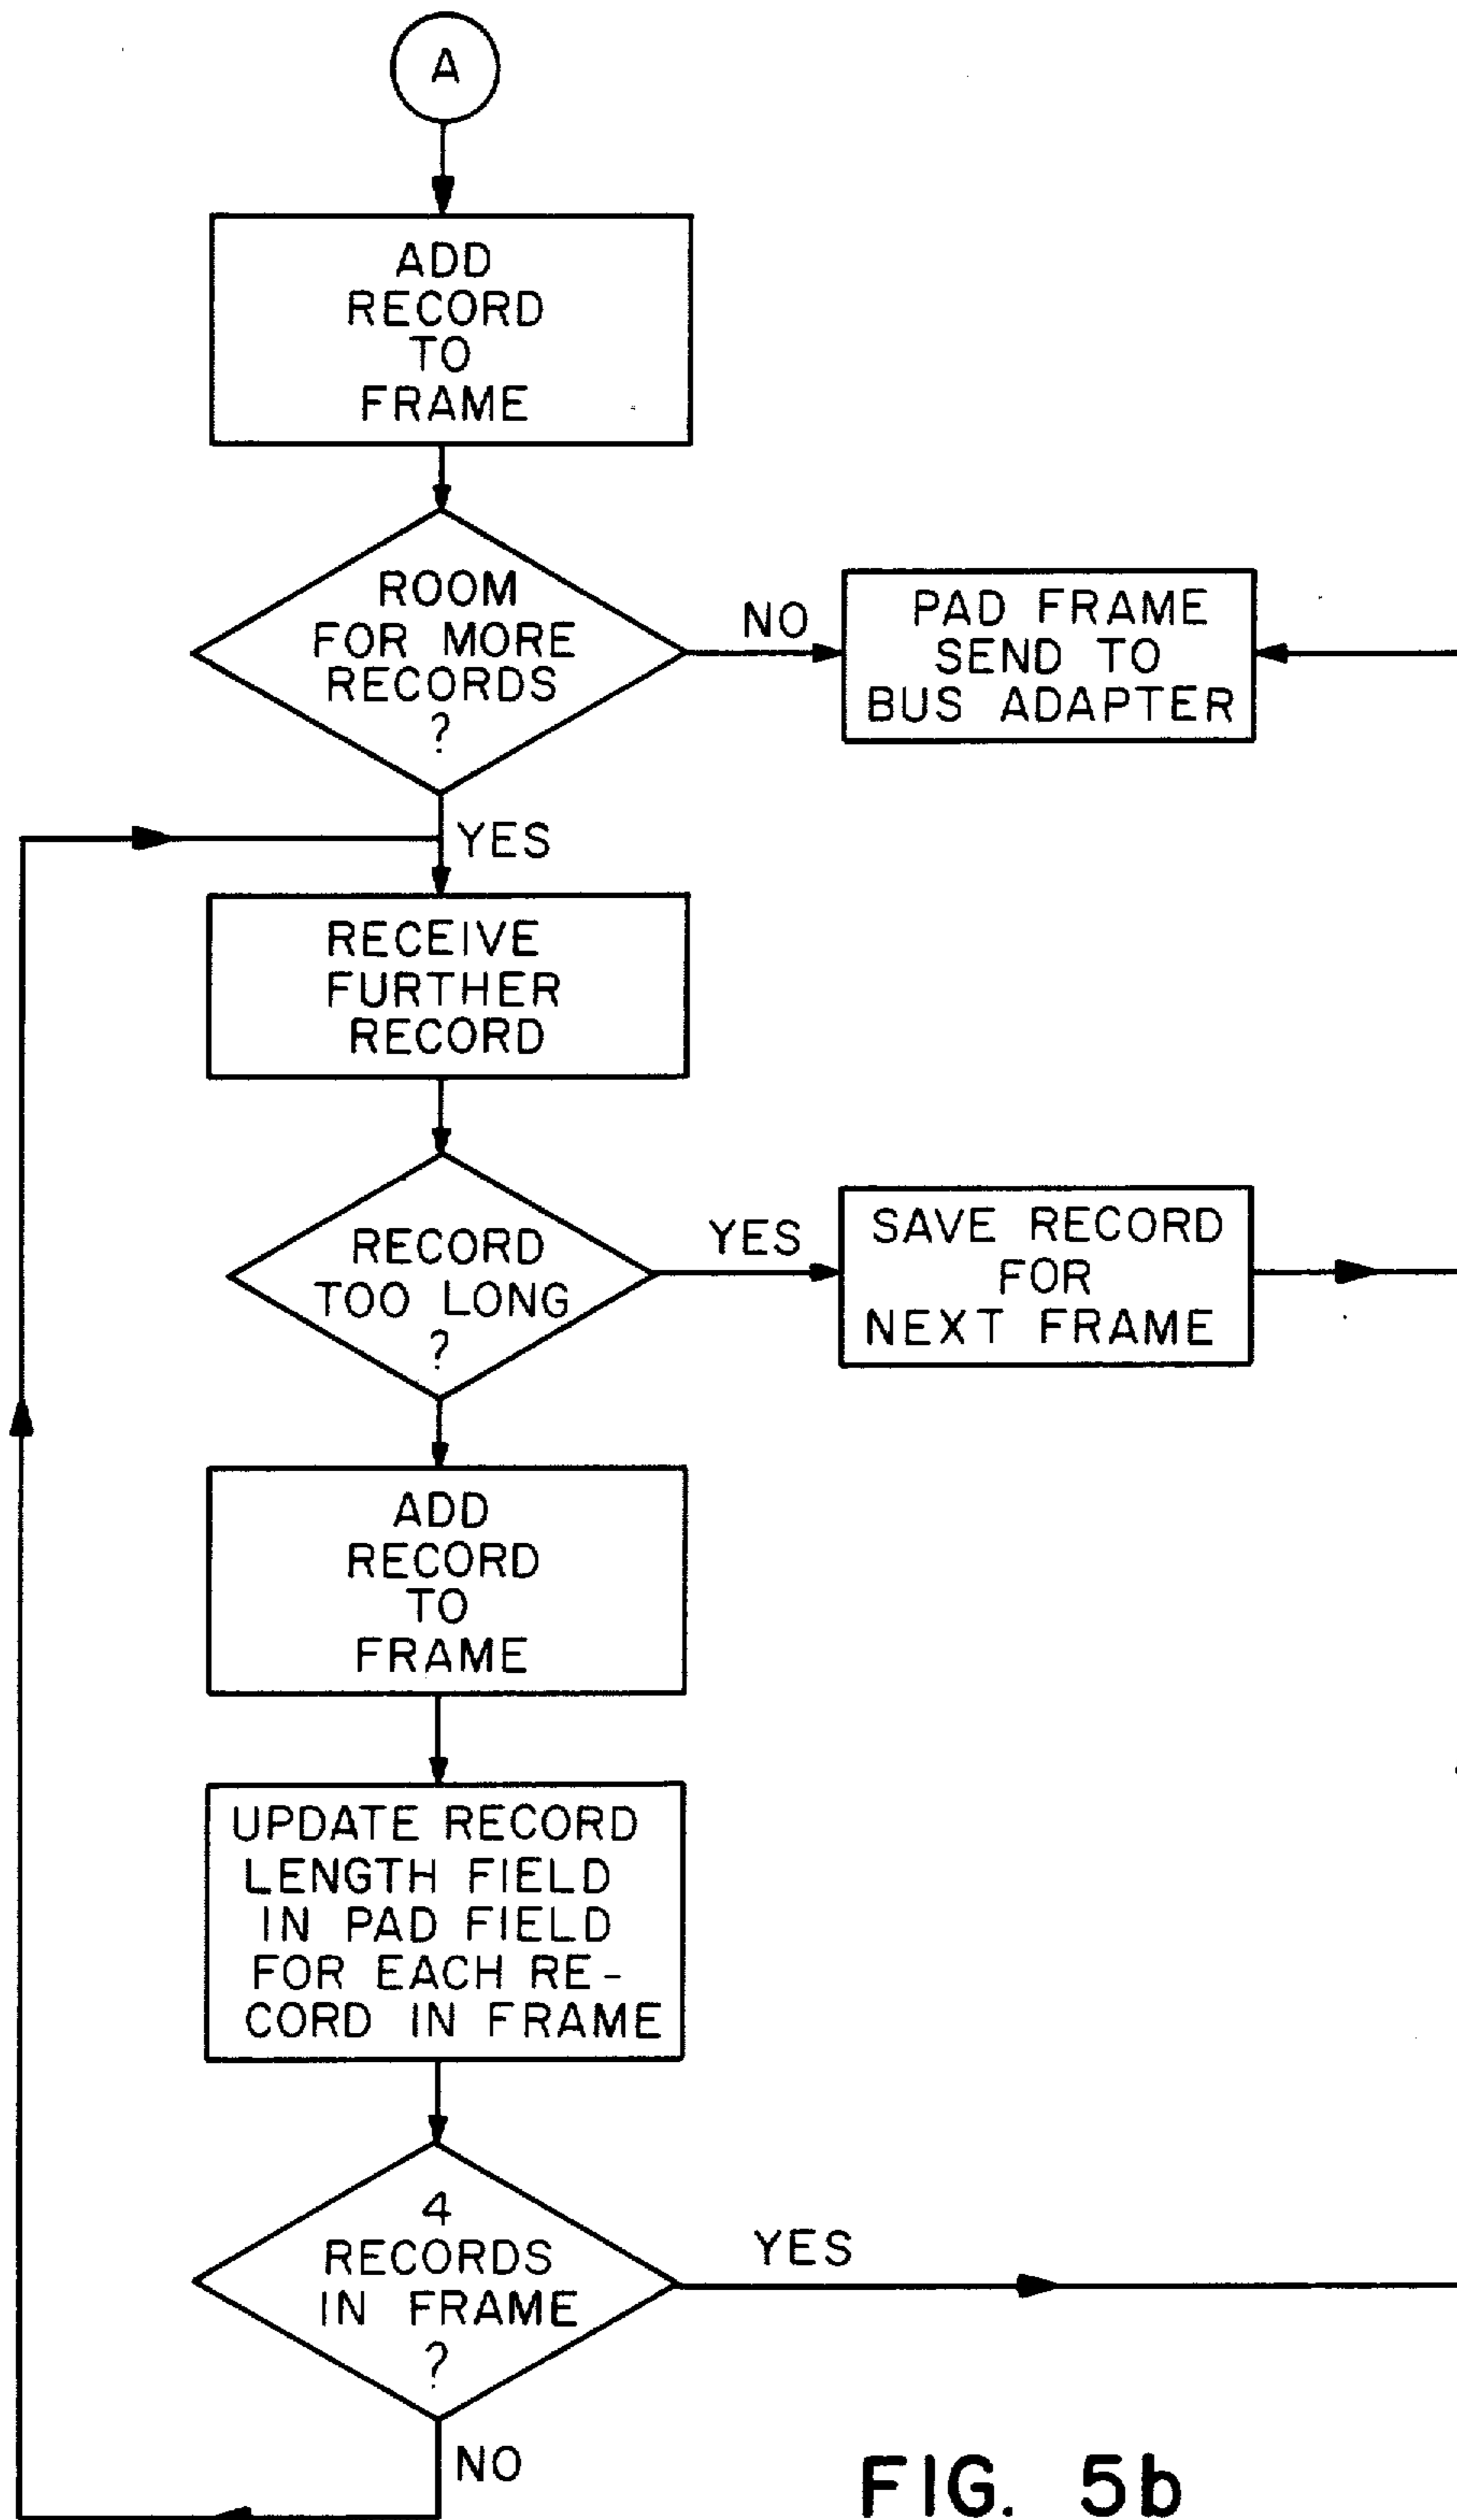 A
ADD
RECORD
TO
FRAME
ROOM
FOR MORE
RECORDS
?
NO
PAD FRAME
SEND TO
BUS ADAPTER
YES
RECEIVE
FURTHER
RECORD
RECORD
TOO LONG
?
YES
SAVE RECORD
FOR
NEXT FRAME
ADD
RECORD
TO
FRAME
UPDATE RECORD
LENGTH FIELD
IN PAD FIELD
FOR EACH RE-
CORD IN FRAME
4
RECORDS
IN FRAME
?
YES
NO
FIG. 5b